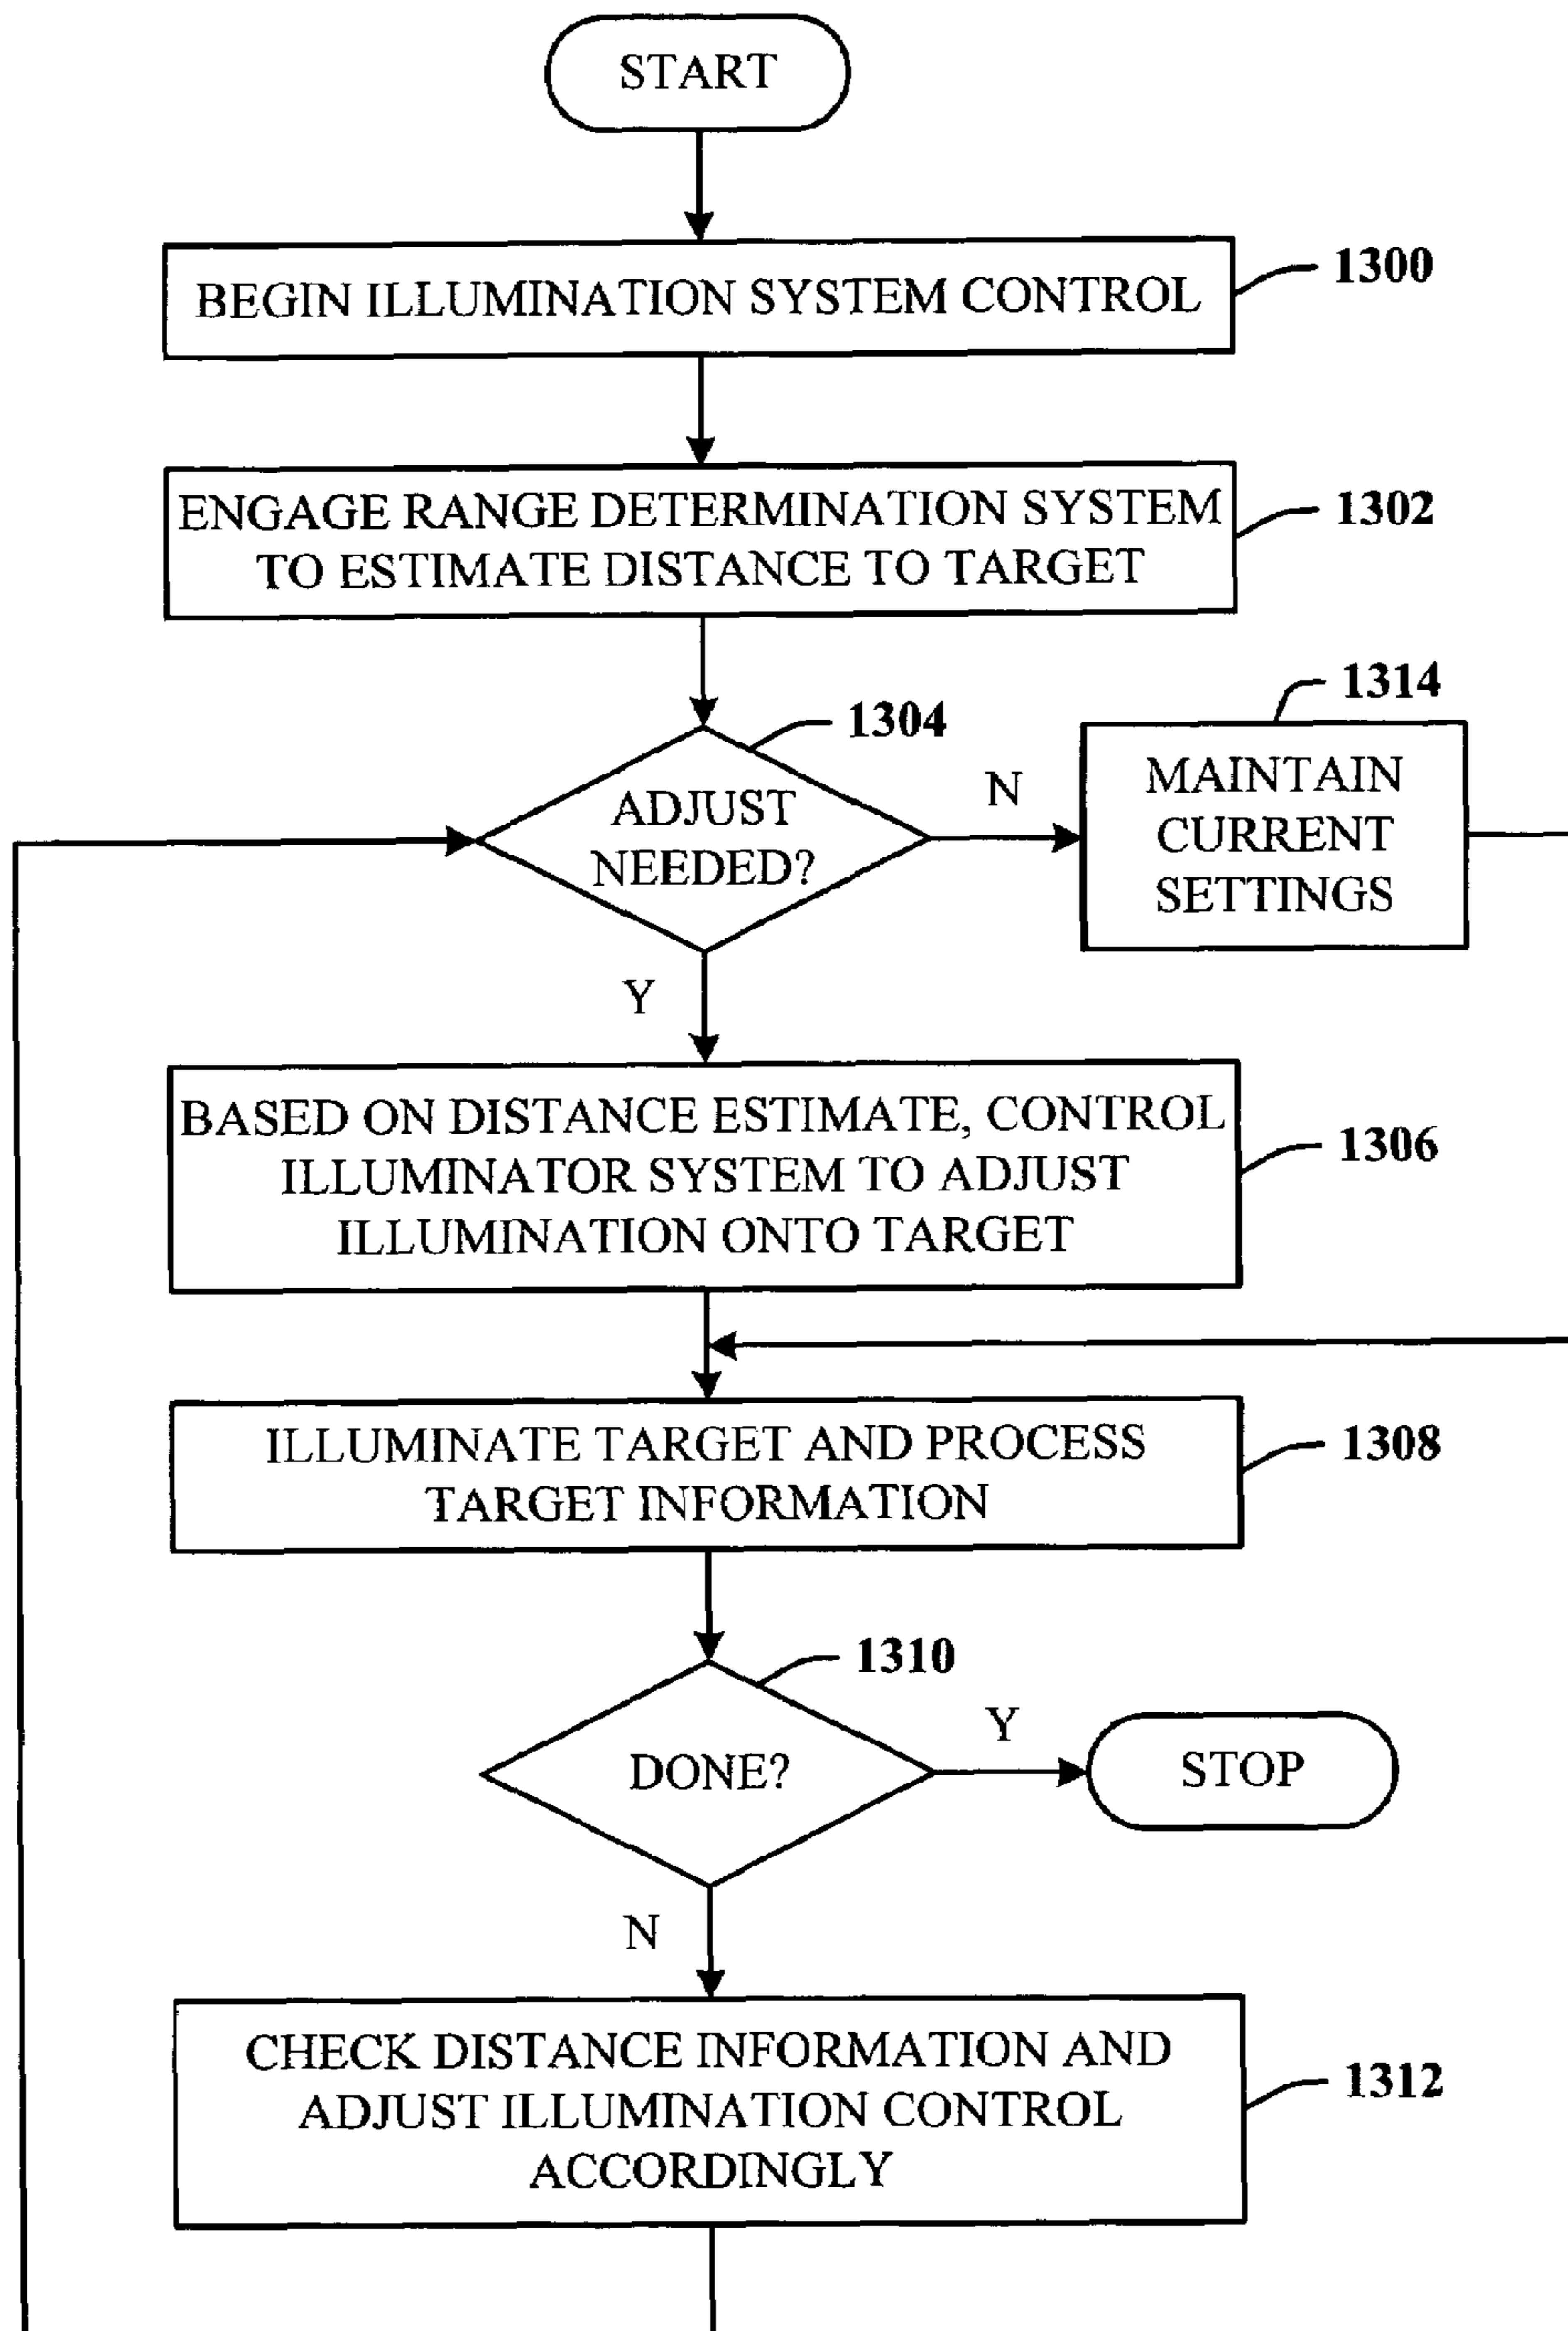 START
BEGIN ILLUMINATION SYSTEM CONTROL
1300
ENGAGE RANGE DETERMINATION SYSTEM
TO ESTIMATE DISTANCE TO TARGET
1302
ADJUST
NEEDED?
1304
N
MAINTAIN
CURRENT
SETTINGS
1314
Y
BASED ON DISTANCE ESTIMATE, CONTROL
ILLUMINATOR SYSTEM TO ADJUST
ILLUMINATION ONTO TARGET
1306
ILLUMINATE TARGET AND PROCESS
TARGET INFORMATION
1308
DONE?
1310
Y
STOP
N
CHECK DISTANCE INFORMATION AND
ADJUST ILLUMINATION CONTROL
ACCORDINGLY
1312